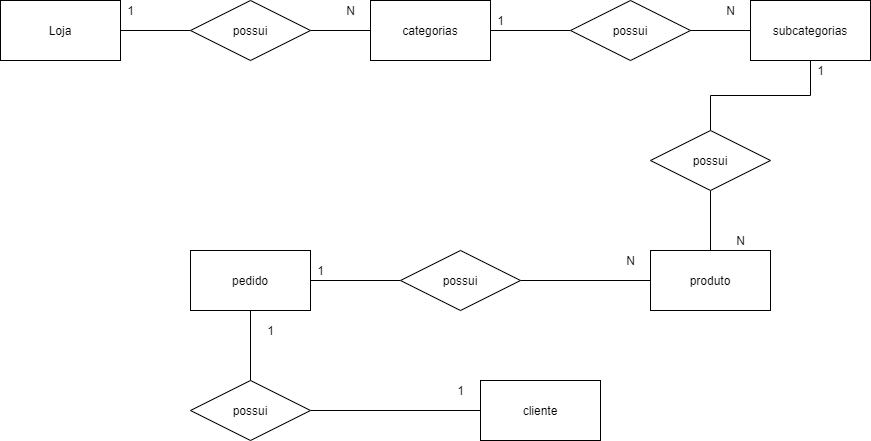 1
N
Loja
possui
categorias
1
N
possui
subcategorias
1
possui
N
pedido
1
possui
N
produto
1
possui
1
cliente